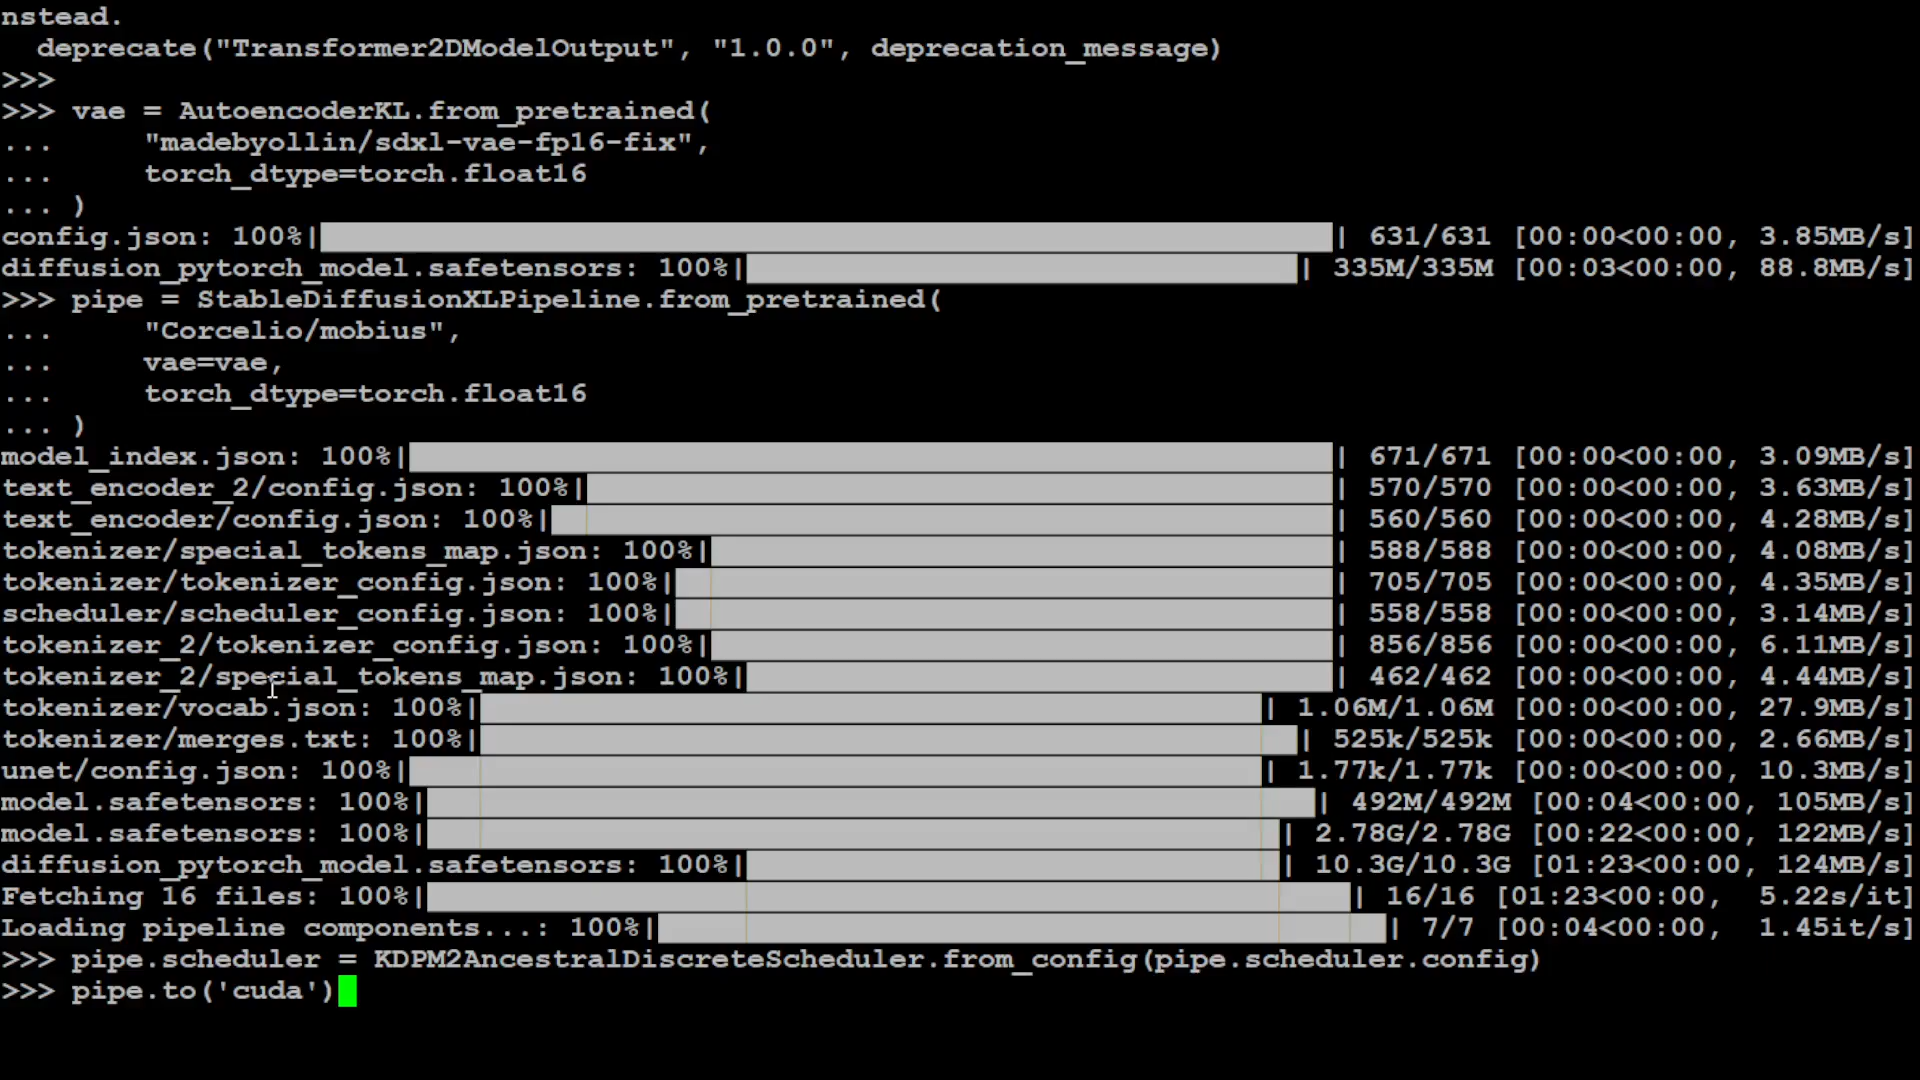 nstead.
  deprecate("Transformer2DModelOutput", "1.0.0", deprecation_message)
>>>
>>> vae = AutoencoderKL.from_pretrained(
...     "madebyollin/sdxl-vae-fp16-fix",
...     torch_dtype=torch.float16
... )
config.json: 100%|| 631/631 [00:00<00:00, 3.85MB/s]
diffusion_pytorch_model.safetensors: 100%|| 335M/335M [00:03<00:00, 88.8MB/s]
>>> pipe = StableDiffusionXLPipeline.from_pretrained(
...     "Corcelio/mobius",
...     vae=vae,
...     torch_dtype=torch.float16
... )
model_index.json: 100%|| 671/671 [00:00<00:00, 3.09MB/s]
text_encoder_2/config.json: 100%|| 570/570 [00:00<00:00, 3.63MB/s]
text_encoder/config.json: 100%|| 560/560 [00:00<00:00, 4.28MB/s]
tokenizer/special_tokens_map.json: 100%|| 588/588 [00:00<00:00, 4.08MB/s]
tokenizer/tokenizer_config.json: 100%|| 705/705 [00:00<00:00, 4.35MB/s]
scheduler/scheduler_config.json: 100%|| 558/558 [00:00<00:00, 3.14MB/s]
tokenizer_2/tokenizer_config.json: 100%|| 856/856 [00:00<00:00, 6.11MB/s]
tokenizer_2/special_tokens_map.json: 100%|| 462/462 [00:00<00:00, 4.44MB/s]
tokenizer/vocab.json: 100%|| 1.06M/1.06M [00:00<00:00, 27.9MB/s]
tokenizer/merges.txt: 100%|| 525k/525k [00:00<00:00, 2.66MB/s]
unet/config.json: 100%|| 1.77k/1.77k [00:00<00:00, 10.3MB/s]
model.safetensors: 100%|| 492M/492M [00:04<00:00, 105MB/s]
model.safetensors: 100%|| 2.78G/2.78G [00:22<00:00, 122MB/s]
diffusion_pytorch_model.safetensors: 100%|| 10.3G/10.3G [01:23<00:00, 124MB/s]
Fetching 16 files: 100%|| 16/16 [01:23<00:00,  5.22s/it]
Loading pipeline components...: 100%|| 7/7 [00:04<00:00,  1.45it/s]
>>> pipe.scheduler = KDPM2AncestralDiscreteScheduler.from_config(pipe.scheduler.config)
>>> pipe.to('cuda')